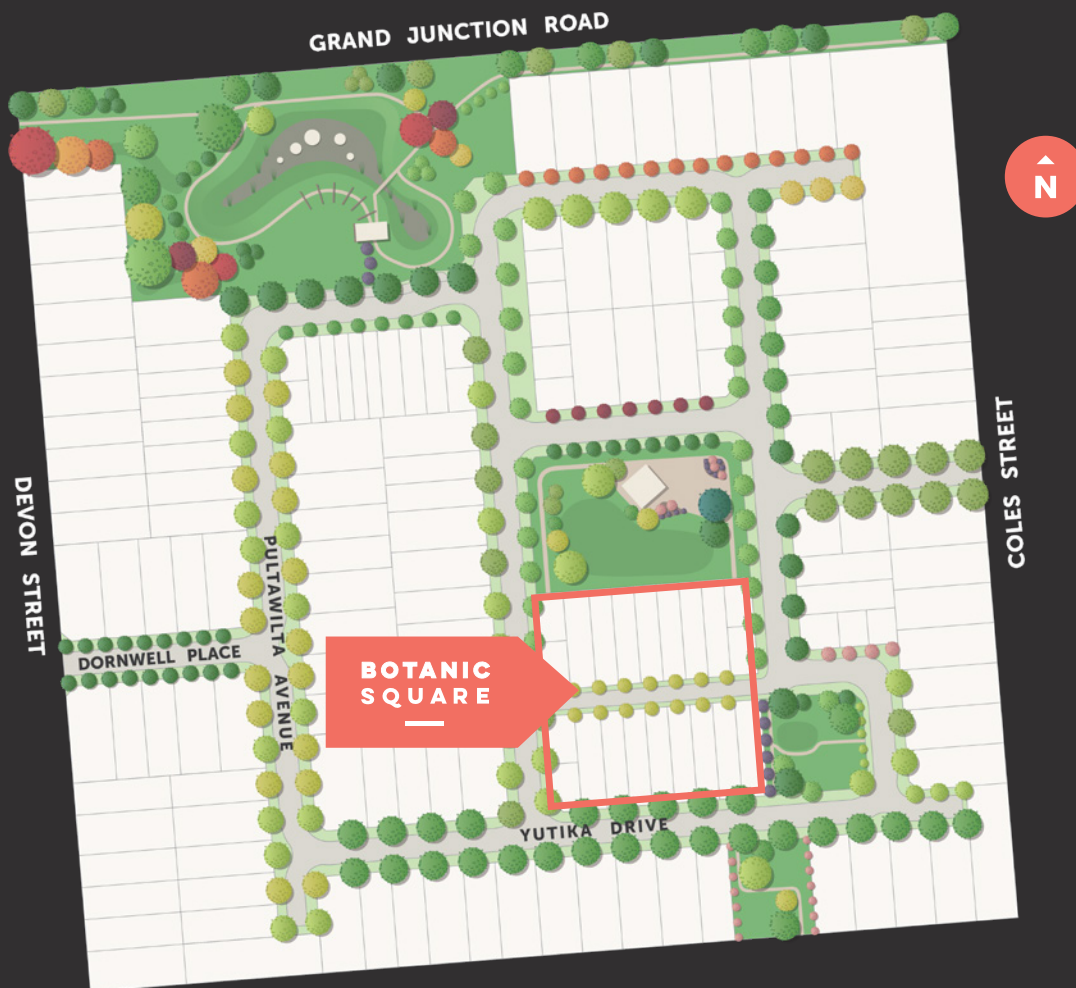 GRAND JUNCTION ROAD
N
DEVON STREET
COLES STREET
PULTAWILTA AVENUE
DORNWELL PLACE
BOTANIC
SQUARE
YUTIKA DRIVE